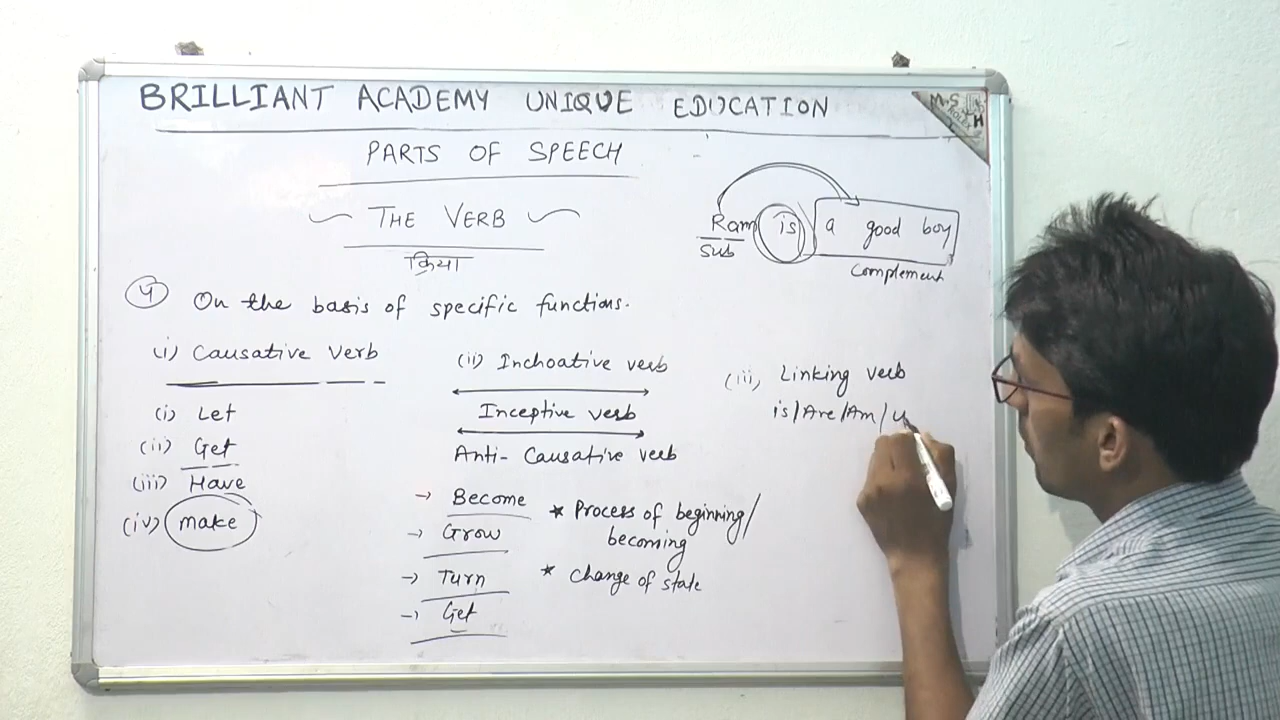 BRILLIANT ACADEMY UNIQUE EDUCATION
PARTS OF SPEECH
THE VERB
क्रिया
Ram is a good boy
Sub
Complement
4 On the basis of specific functions.
(i) Causative Verb
(i) Let
(ii) Get
(iii) Have
(iv) make
(ii) Inchoative verb
Inceptive verb
Anti-Causative verb
→ Become
→ Grow
→ Turn
→ Get
* Process of beginning/
becoming
* Change of state
(iii) Linking verb
is/Are/Am/
M.S